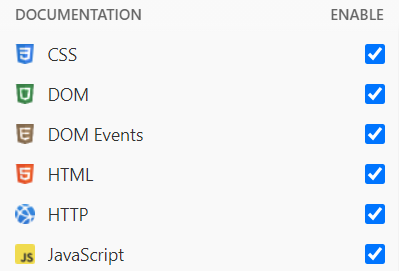 DOCUMENTATION ENABLE
CSS
DOM
DOM Events
HTML
HTTP
JS JavaScript